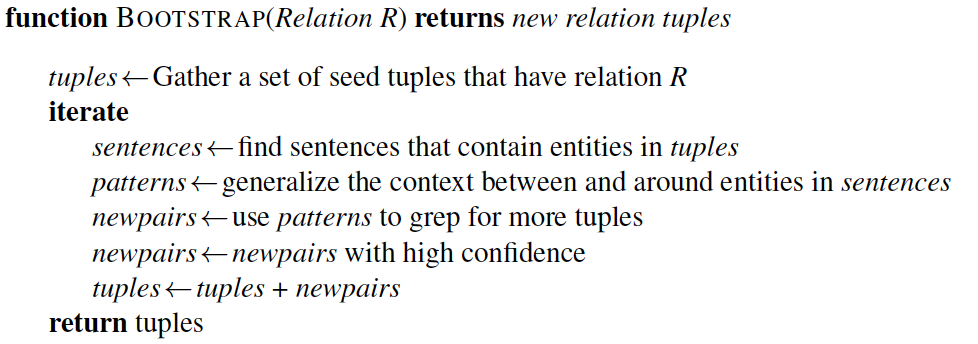 function BOOTSTRAP(Relation R) returns new relation tuples
tuples←Gather a set of seed tuples that have relation R
iterate
sentences←find sentences that contain entities in tuples
patterns←generalize the context between and around entities in sentences
newpairs←use patterns to grep for more tuples
newpairs←newpairs with high confidence
tuples←tuples + newpairs
return tuples